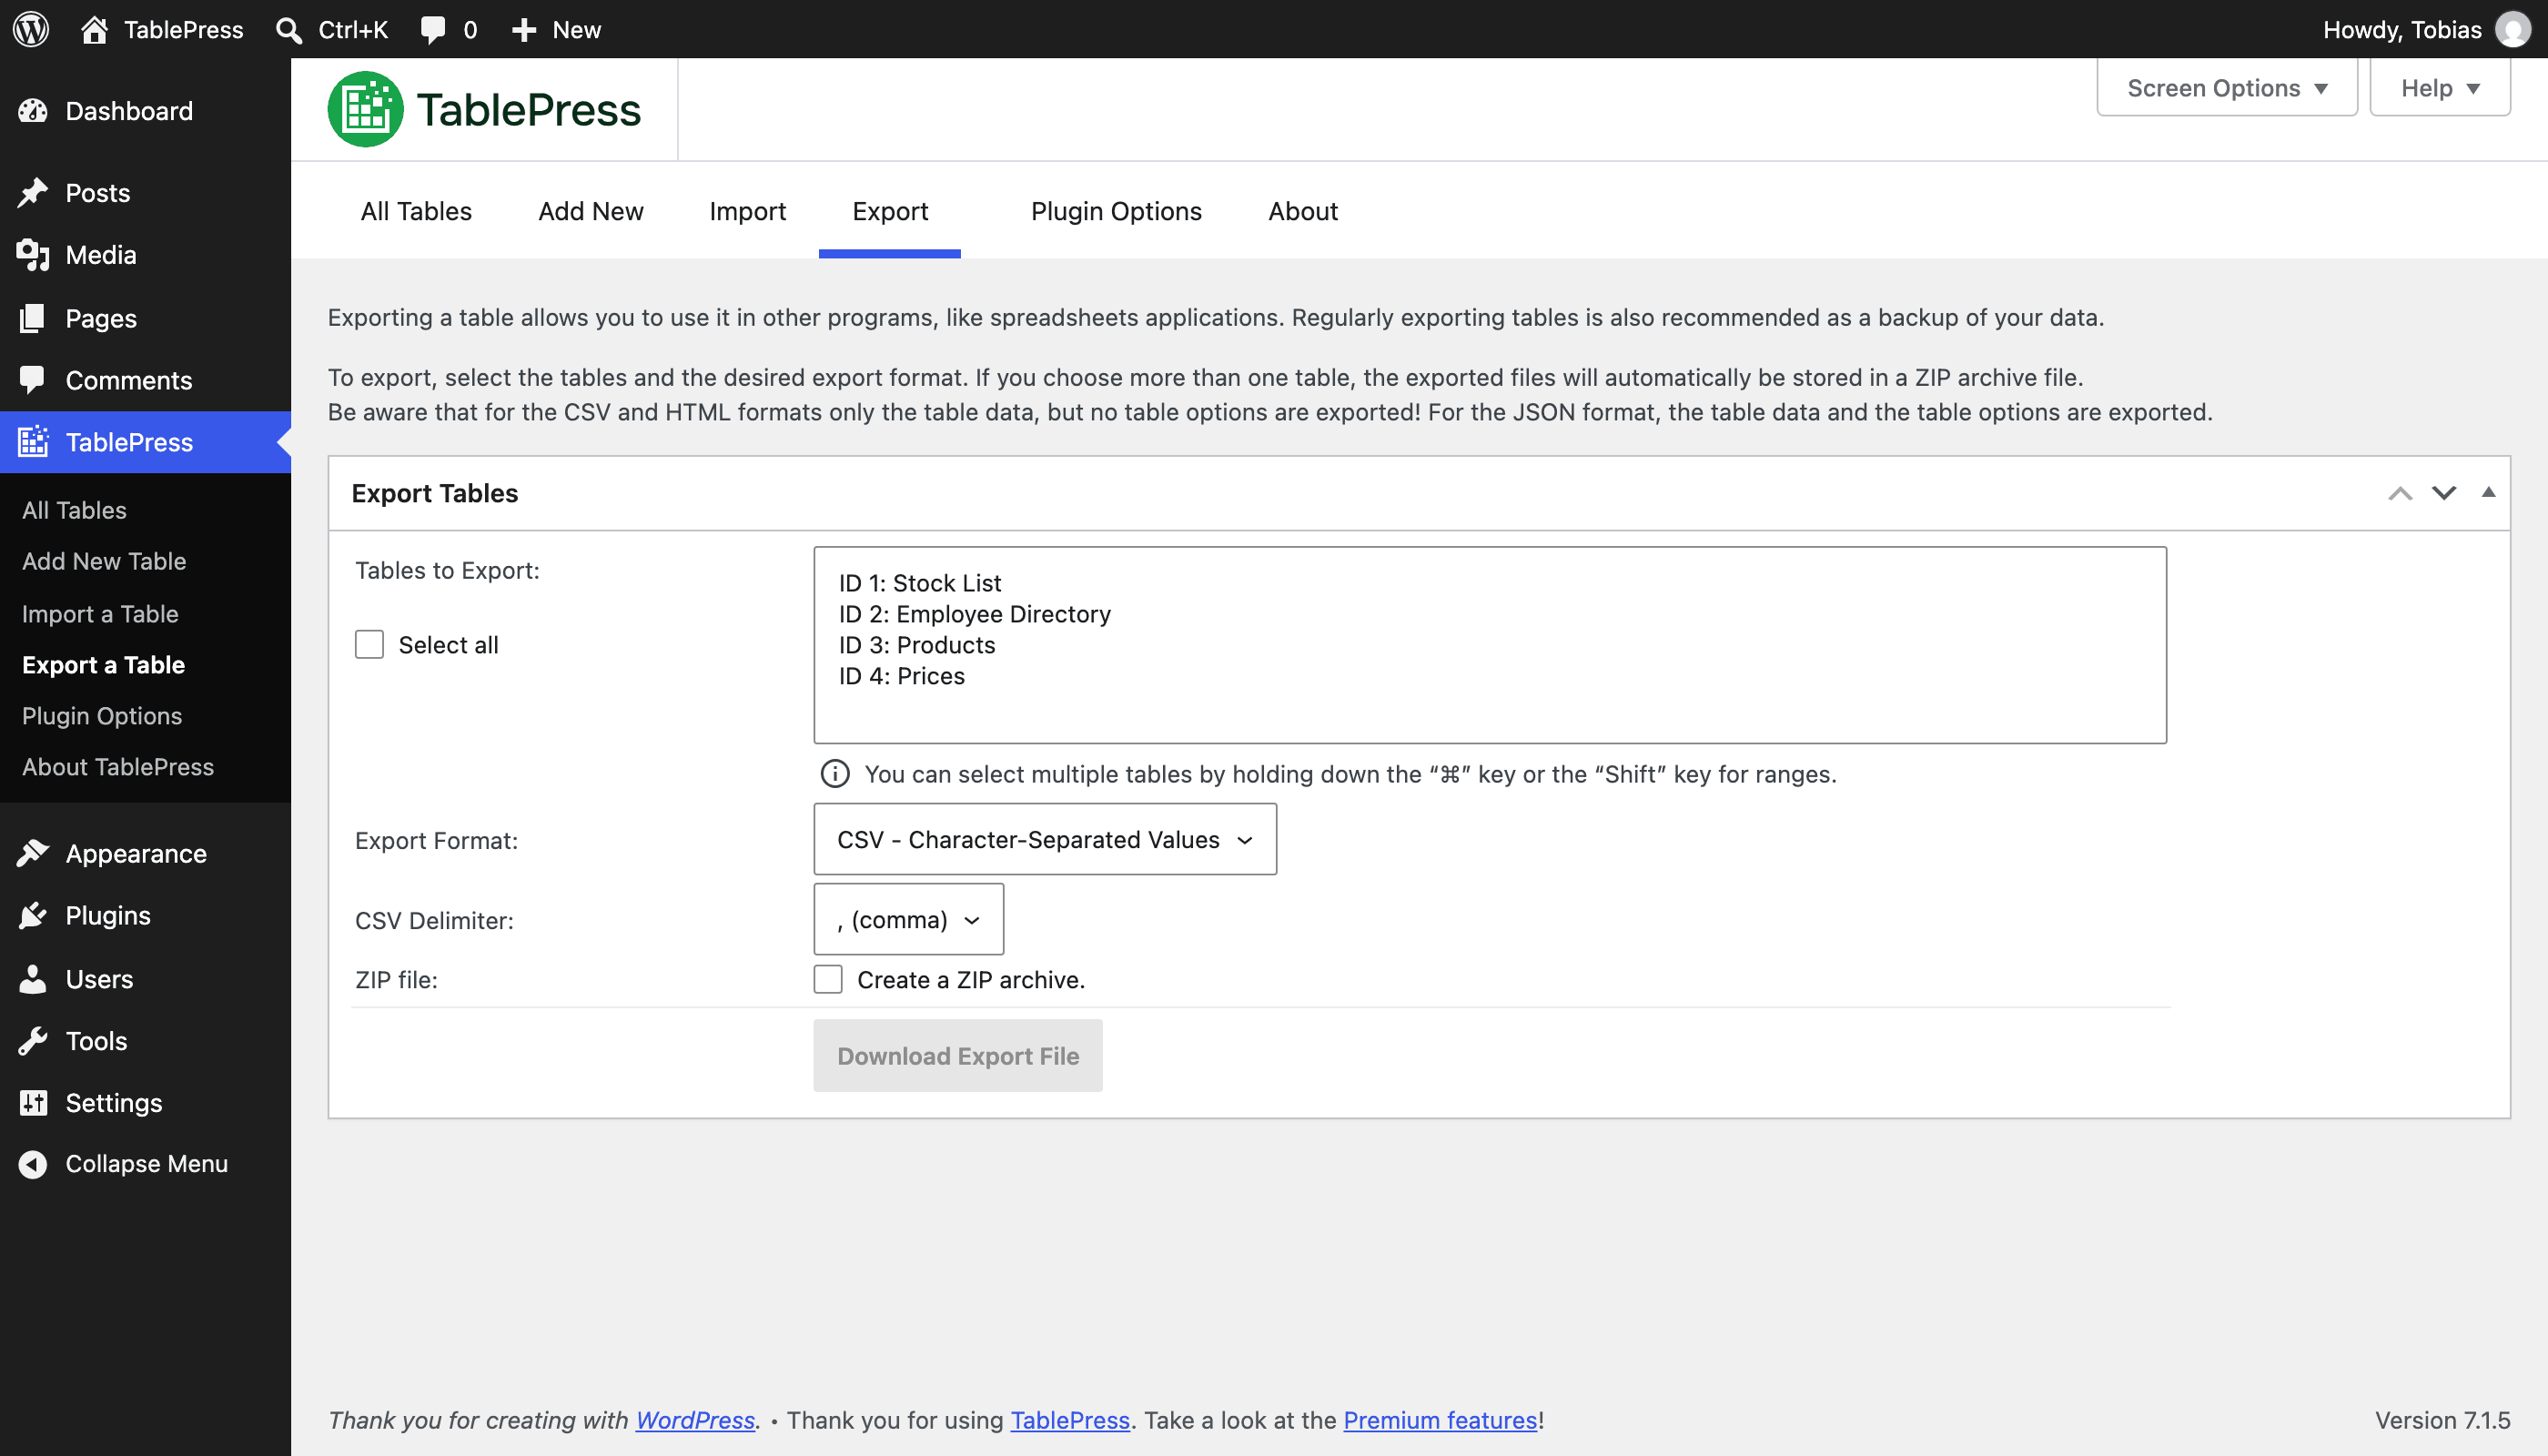 TablePress
Ctrl+K
0
New
Howdy, Tobias
Dashboard
Posts
Media
Pages
Comments
TablePress
All Tables
Add New Table
Import a Table
Export a Table
Plugin Options
About TablePress
Appearance
Plugins
Users
Tools
Settings
Collapse Menu
TablePress
Screen Options
Help
All Tables
Add New
Import
Export
Plugin Options
About
Exporting a table allows you to use it in other programs, like spreadsheets applications. Regularly exporting tables is also recommended as a backup of your data.
To export, select the tables and the desired export format. If you choose more than one table, the exported files will automatically be stored in a ZIP archive file.
Be aware that for the CSV and HTML formats only the table data, but no table options are exported! For the JSON format, the table data and the table options are exported.
Export Tables
Tables to Export:
Select all
ID 1: Stock List
ID 2: Employee Directory
ID 3: Products
ID 4: Prices
You can select multiple tables by holding down the “⌘” key or the “Shift” key for ranges.
Export Format:
CSV - Character-Separated Values
CSV Delimiter:
, (comma)
ZIP file:
Create a ZIP archive.
Download Export File
Thank you for creating with WordPress. • Thank you for using TablePress. Take a look at the Premium features!
Version 7.1.5